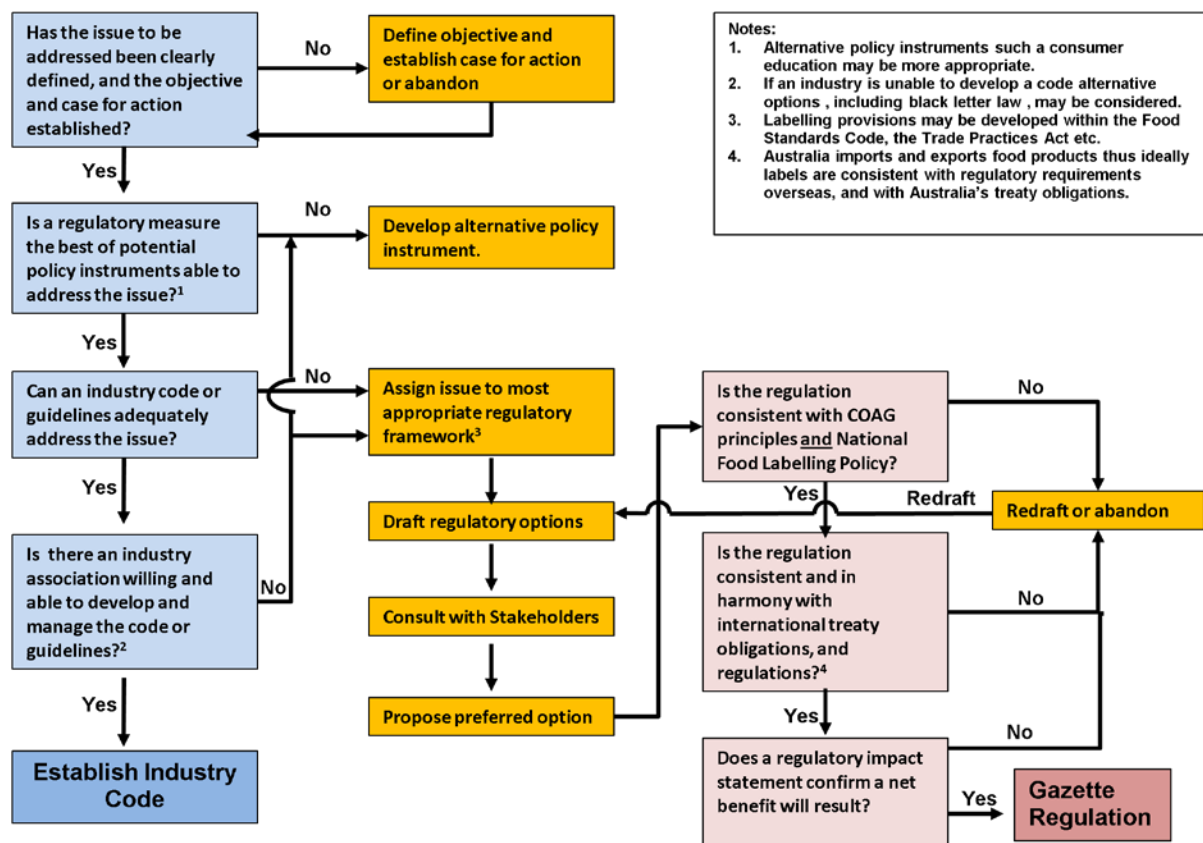 Has the issue to be
addressed been clearly
defined, and the objective
and case for action
established?
No
Define objective and
establish case for action
or abandon
Notes:
1. Alternative policy instruments such a consumer
education may be more appropriate.
2. If an industry is unable to develop a code alternative
options , including black letter law , may be considered.
3. Labelling provisions may be developed within the Food
Standards Code, the Trade Practices Act etc.
4. Australia imports and exports food products thus ideally
labels are consistent with regulatory requirements
overseas, and with Australia's treaty obligations.
Yes
Is a regulatory measure
the best of potential
policy instruments able to
address the issue?¹
No
Develop alternative policy
instrument.
Yes
Can an industry code or
guidelines adequately
address the issue?
No
Assign issue to most
appropriate regulatory
framework³
Yes
Is there an industry
association willing and
able to develop and
manage the code or
guidelines?²
No
Yes
Establish Industry
Code
Draft regulatory options
Consult with Stakeholders
Propose preferred option
Is the regulation
consistent with COAG
principles and National
Food Labelling Policy?
No
Yes
Redraft
Redraft or abandon
Is the regulation
consistent and in
harmony with
international treaty
obligations, and
regulations?⁴
No
Yes
Does a regulatory impact
statement confirm a net
benefit will result?
No
Yes
Gazette
Regulation